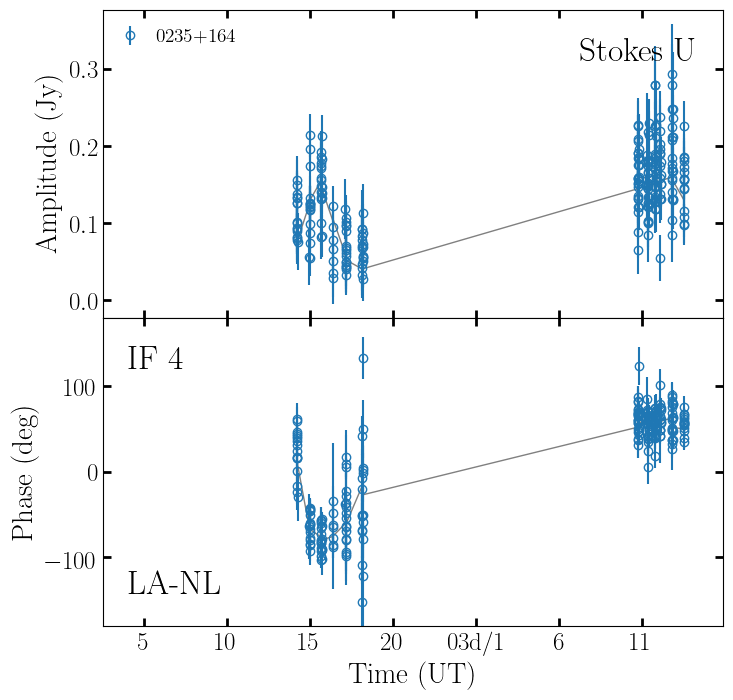 0235+164
Stokes U
0.3
0.2
0.1
0.0
Amplitude (Jy)
IF 4
100
0
−100
Phase (deg)
LA-NL
5 10 15 20 03d/1 6 11
Time (UT)